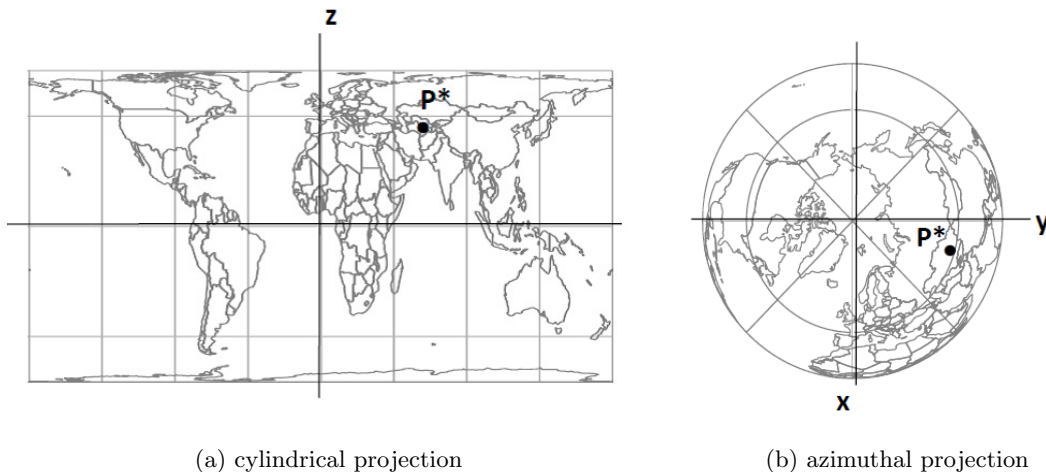 z
P*
P*
y
x
(a) cylindrical projection
(b) azimuthal projection